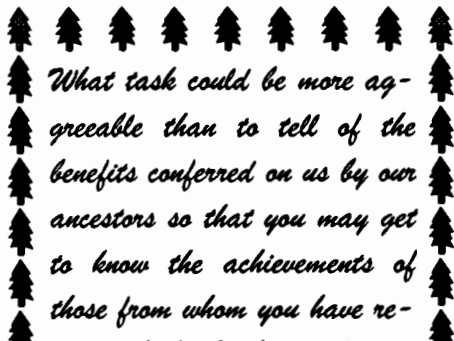 What task could be more ag-
greeable than to tell of the
benefits conferred on us by our
ancestors so that you may get
to know the achievements of
those from whom you have re-